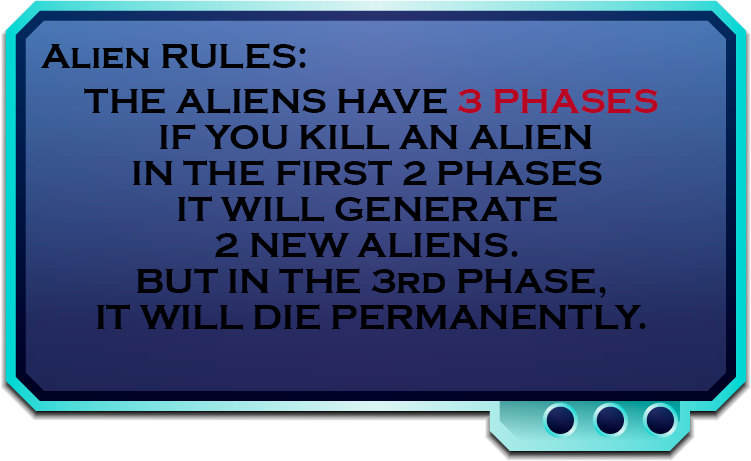 Alien RULES:
THE ALIENS HAVE 3 PHASES
IF YOU KILL AN ALIEN
IN THE FIRST 2 PHASES
IT WILL GENERATE
2 NEW ALIENS.
BUT IN THE 3RD PHASE,
IT WILL DIE PERMANENTLY.